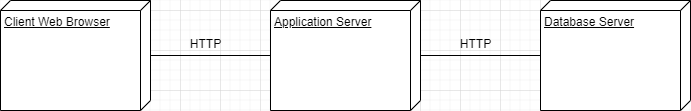 Client Web Browser
HTTP
Application Server
HTTP
Database Server